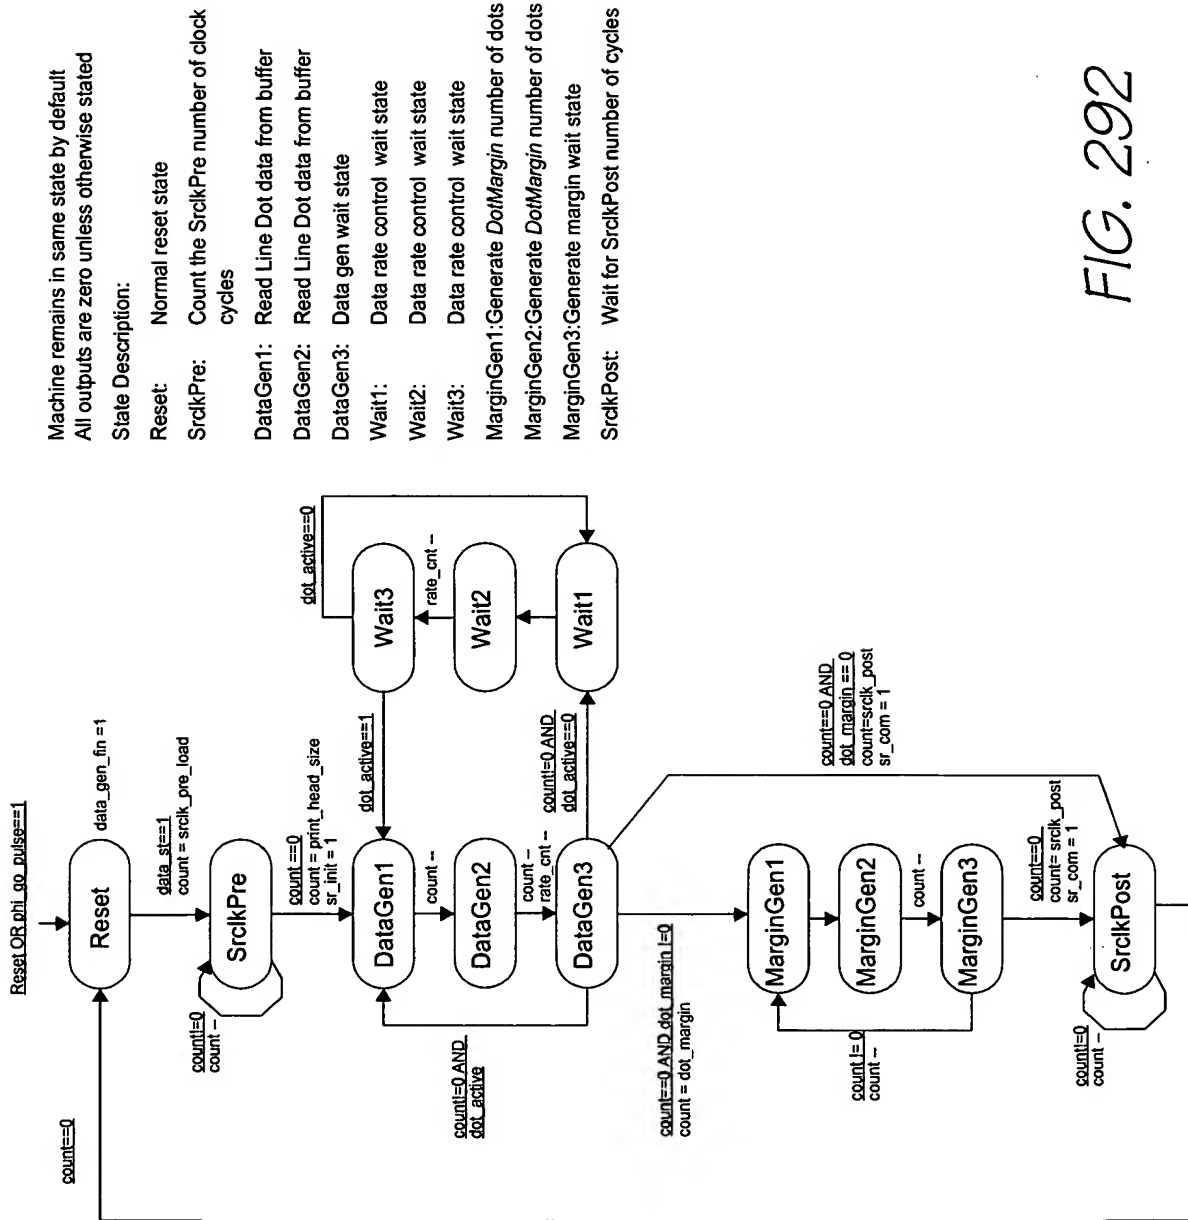 Machine remains in same state by default
All outputs are zero unless otherwise stated
State Description:
Reset: Normal reset state
SrclkPre: Count the SrclkPre number of clock
cycles
DataGen1: Read Line Dot data from buffer
DataGen2: Read Line Dot data from buffer
DataGen3: Data gen wait state
Wait1: Data rate control wait state
Wait2: Data rate control wait state
Wait3: Data rate control wait state
MarginGen1:Generate DotMargin number of dots
MarginGen2:Generate DotMargin number of dots
MarginGen3:Generate margin wait state
SrclkPost: Wait for SrclkPost number of cycles
Reset OR phi_go_pulse==1
Reset
data_gen_fin =1
count==0
data_st==1
count = srclk_pre_load
SrclkPre
count!=0
count --
count ==0
count = print_head_size
sr_init = 1
DataGen1
count --
DataGen2
count --
rate_cnt --
DataGen3
count!=0 AND
dot_active
dot_active==1
Wait3
dot_active==0
rate_cnt --
Wait2
Wait1
count!=0 AND
dot_active==0
count==0 AND dot_margin !=0
count = dot_margin
count==0 AND
dot_margin == 0
count=srclk_post
sr_com = 1
MarginGen1
MarginGen2
count --
MarginGen3
count != 0
count --
count==0
count= srclk_post
sr_com = 1
SrclkPost
count!=0
count --
FIG. 292